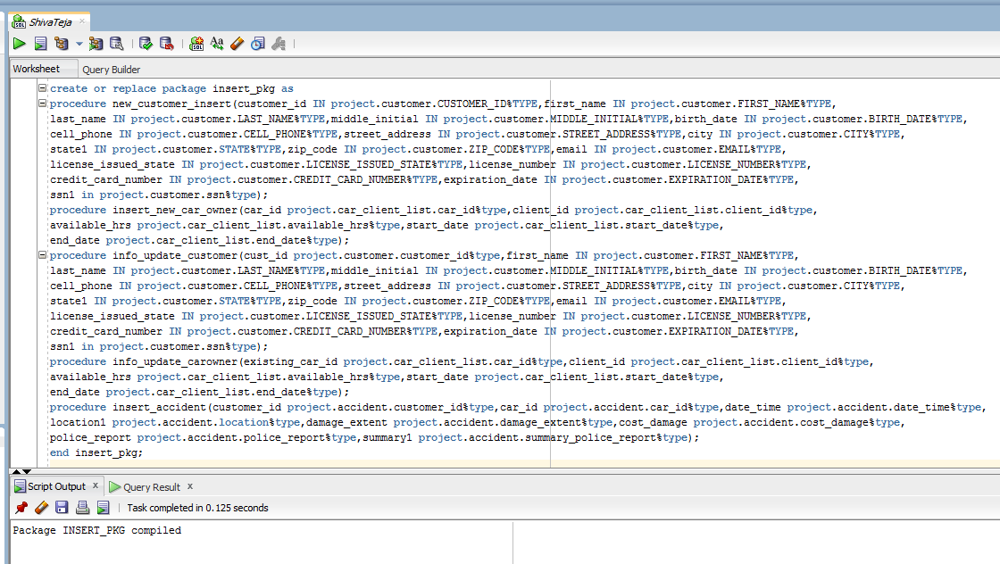 ShivaTeja
Worksheet Query Builder
create or replace package insert_pkg as
procedure new_customer_insert(customer_id IN project.customer.CUSTOMER_ID%TYPE,first_name IN project.customer.FIRST_NAME%TYPE,
last_name IN project.customer.LAST_NAME%TYPE,middle_initial IN project.customer.MIDDLE_INITIAL%TYPE,birth_date IN project.customer.BIRTH_DATE%TYPE,
cell_phone IN project.customer.CELL_PHONE%TYPE,street_address IN project.customer.STREET_ADDRESS%TYPE,city IN project.customer.CITY%TYPE,
state1 IN project.customer.STATE%TYPE,zip_code IN project.customer.ZIP_CODE%TYPE,email IN project.customer.EMAIL%TYPE,
license_issued_state IN project.customer.LICENSE_ISSUED_STATE%TYPE,license_number IN project.customer.LICENSE_NUMBER%TYPE,
credit_card_number IN project.customer.CREDIT_CARD_NUMBER%TYPE,expiration_date IN project.customer.EXPIRATION_DATE%TYPE,
ssn1 in project.customer.ssn%type);
procedure insert_new_car_owner(car_id project.car_client_list.car_id%type,client_id project.car_client_list.client_id%type,
available_hrs project.car_client_list.available_hrs%type,start_date project.car_client_list.start_date%type,
end_date project.car_client_list.end_date%type);
procedure info_update_customer(cust_id project.customer.customer_id%type,first_name IN project.customer.FIRST_NAME%TYPE,
last_name IN project.customer.LAST_NAME%TYPE,middle_initial IN project.customer.MIDDLE_INITIAL%TYPE,birth_date IN project.customer.BIRTH_DATE%TYPE,
cell_phone IN project.customer.CELL_PHONE%TYPE,street_address IN project.customer.STREET_ADDRESS%TYPE,city IN project.customer.CITY%TYPE,
state1 IN project.customer.STATE%TYPE,zip_code IN project.customer.ZIP_CODE%TYPE,email IN project.customer.EMAIL%TYPE,
license_issued_state IN project.customer.LICENSE_ISSUED_STATE%TYPE,license_number IN project.customer.LICENSE_NUMBER%TYPE,
credit_card_number IN project.customer.CREDIT_CARD_NUMBER%TYPE,expiration_date IN project.customer.EXPIRATION_DATE%TYPE,
ssn1 in project.customer.ssn%type);
procedure info_update_carowner(existing_car_id project.car_client_list.car_id%type,client_id project.car_client_list.client_id%type,
available_hrs project.car_client_list.available_hrs%type,start_date project.car_client_list.start_date%type,
end_date project.car_client_list.end_date%type);
procedure insert_accident(customer_id project.accident.customer_id%type,car_id project.accident.car_id%type,date_time project.accident.date_time%type,
location1 project.accident.location%type,damage_extent project.accident.damage_extent%type,cost_damage project.accident.cost_damage%type,
police_report project.accident.police_report%type,summary1 project.accident.summary_police_report%type);
end insert_pkg;
Script Output x Query Result x
Task completed in 0.125 seconds
Package INSERT_PKG compiled